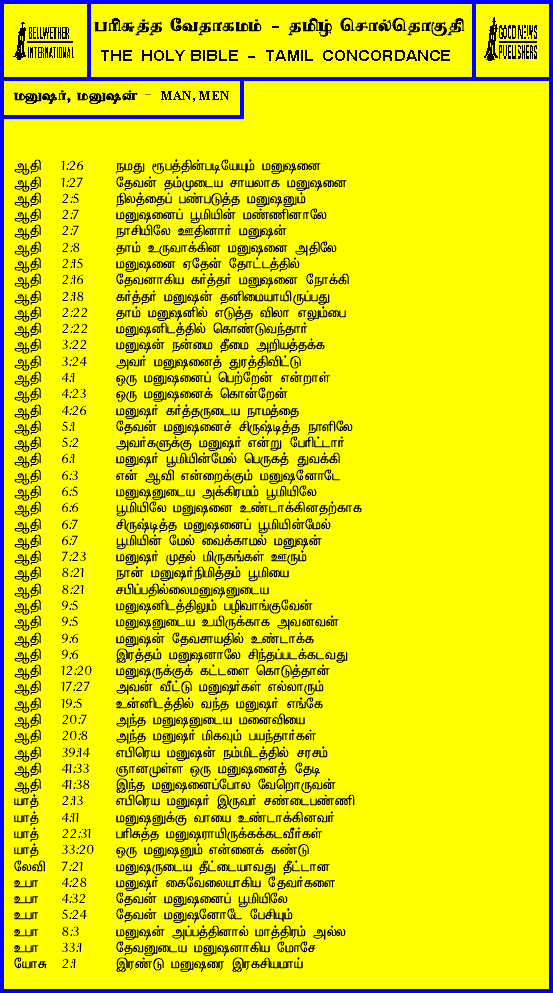 BELLWETHER
INTERNATIONAL
பரிசுத்த வேதாகமம் - தமிழ் சொல்தொகுதி
THE HOLY BIBLE - TAMIL CONCORDANCE
GOOD NEWS
PUBLISHERS
மனுஷர், மனுஷன் - MAN, MEN
ஆதி 1:26 நமது ரூபத்தின்படியேயும் மனுஷனை
ஆதி 1:27 தேவன் தம்முடைய சாயலாக மனுஷனை
ஆதி 2:5 நிலத்தைப் பண்படுத்த மனுஷனும்
ஆதி 2:7 மனுஷனைப் பூமியின் மண்ணினாலே
ஆதி 2:7 நாசியிலே ஊதினார் மனுஷன்
ஆதி 2:8 தாம் உருவாக்கின மனுஷனை அதிலே
ஆதி 2:15 மனுஷனை ஏதேன் தோட்டத்தில்
ஆதி 2:16 தேவனாகிய கர்த்தர் மனுஷனை நோக்கி
ஆதி 2:18 கர்த்தர் மனுஷன் தனிமையாயிருப்பது
ஆதி 2:22 தாம் மனுஷனில் எடுத்த விலா எலும்பை
ஆதி 2:22 மனுஷனிடத்தில் கொண்டுவந்தார்
ஆதி 3:22 மனுஷன் நன்மை தீமை அறியத்தக்க
ஆதி 3:24 அவர் மனுஷனைத் துரத்திவிட்டு
ஆதி 4:1 ஒரு மனுஷனைப் பெற்றேன் என்றாள்
ஆதி 4:23 ஒரு மனுஷனைக் கொன்றேன்
ஆதி 4:26 மனுஷர் கர்த்தருடைய நாமத்தை
ஆதி 5:1 தேவன் மனுஷனைச் சிருஷ்டித்த நாளிலே
ஆதி 5:2 அவர்களுக்கு மனுஷர் என்று பேரிட்டார்
ஆதி 6:1 மனுஷர் பூமியின்மேல் பெருகத் துவக்கி
ஆதி 6:3 என் ஆவி என்றைக்கும் மனுஷனோடே
ஆதி 6:5 மனுஷனுடைய அக்கிரமம் பூமியிலே
ஆதி 6:6 பூமியிலே மனுஷனை உண்டாக்கினதற்காக
ஆதி 6:7 சிருஷ்டித்த மனுஷனைப் பூமியின்மேல்
ஆதி 6:7 பூமியின் மேல் வைக்காமல் மனுஷன்
ஆதி 7:23 மனுஷர் முதல் மிருகங்கள் ஊரும்
ஆதி 8:21 நான் மனுஷர்நிமித்தம் பூமியை
ஆதி 8:21 சபிப்பதில்லைமனுஷனுடைய
ஆதி 9:5 மனுஷனிடத்திலும் பழிவாங்குவேன்
ஆதி 9:5 மனுஷனுடைய உயிருக்காக அவனவன்
ஆதி 9:6 மனுஷன் தேவசாயதில் உண்டாக்க
ஆதி 9:6 இரத்தம் மனுஷனாலே சிந்தப்படக்கடவது
ஆதி 12:20 மனுஷருக்குக் கட்டளை கொடுத்தான்
ஆதி 17:27 அவன் வீட்டு மனுஷர்கள் எல்லாரும்
ஆதி 19:5 உன்னிடத்தில் வந்த மனுஷர் எங்கே
ஆதி 20:7 அந்த மனுஷனுடைய மனைவியை
ஆதி 20:8 அந்த மனுஷர் மிகவும் பயந்தார்கள்
ஆதி 39:14 எபிரெய மனுஷன் நம்மிடத்தில் சரசம்
ஆதி 41:33 ஞானமுள்ள ஒரு மனுஷனைத் தேடி
ஆதி 41:38 இந்த மனுஷனைப்போல வேறொருவன்
யாத் 2:13 எபிரெய மனுஷர் இருவர் சண்டைபண்ணி
யாத் 4:11 மனுஷனுக்கு வாயை உண்டாக்கினவர்
யாத் 22:31 பரிசுத்த மனுஷராயிருக்கக்கடவீர்கள்
யாத் 33:20 ஒரு மனுஷனும் என்னைக் கண்டு
லேவி 7:21 மனுஷருடைய தீட்டையாவது தீட்டான
உபா 4:28 மனுஷர் கைவேலையாகிய தேவர்களை
உபா 4:32 தேவன் மனுஷனைப் பூமியிலே
உபா 5:24 தேவன் மனுஷனோடே பேசியும்
உபா 8:3 மனுஷன் அப்பத்தினால் மாத்திரம் அல்ல
உபா 33:1 தேவனுடைய மனுஷனாகிய மோசே
யோசு 2:1 இரண்டு மனுஷரை இரகசியமாய்